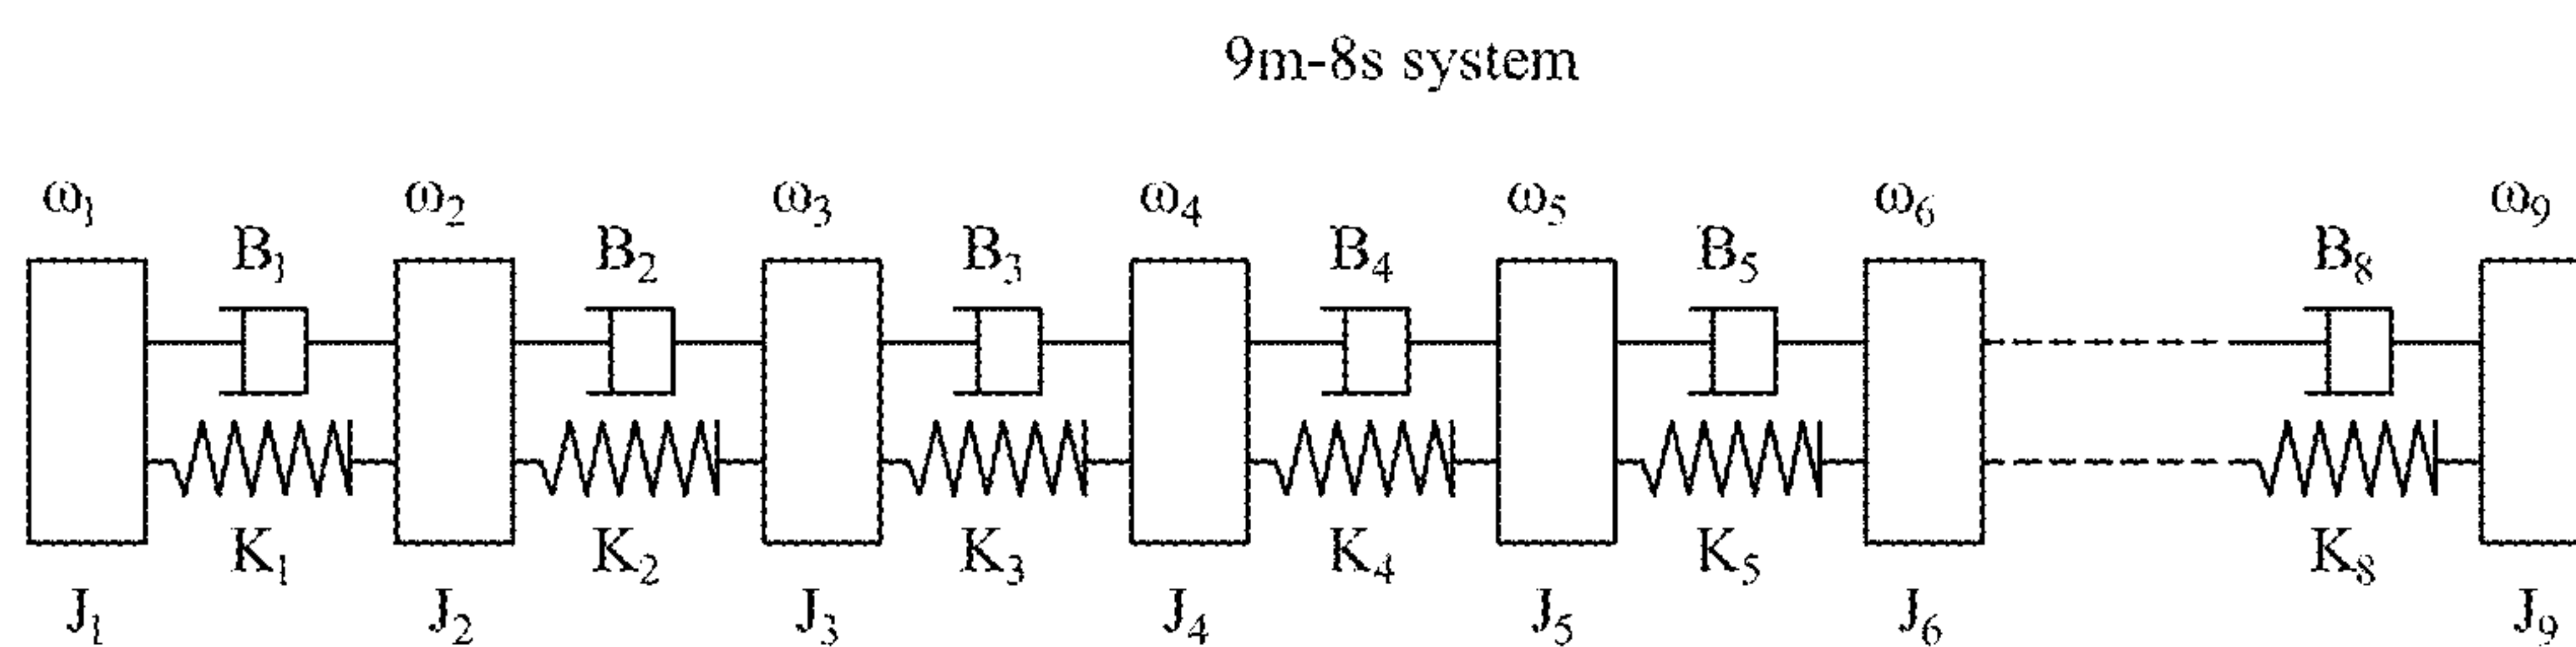 9m-8s system
ω₁ ω₂ ω₃ ω₄ ω₅ ω₆ ω₉
B₁ B₂ B₃ B₄ B₅ B₈
K₁ K₂ K₃ K₄ K₅ K₈
J₁ J₂ J₃ J₄ J₅ J₆ J₉